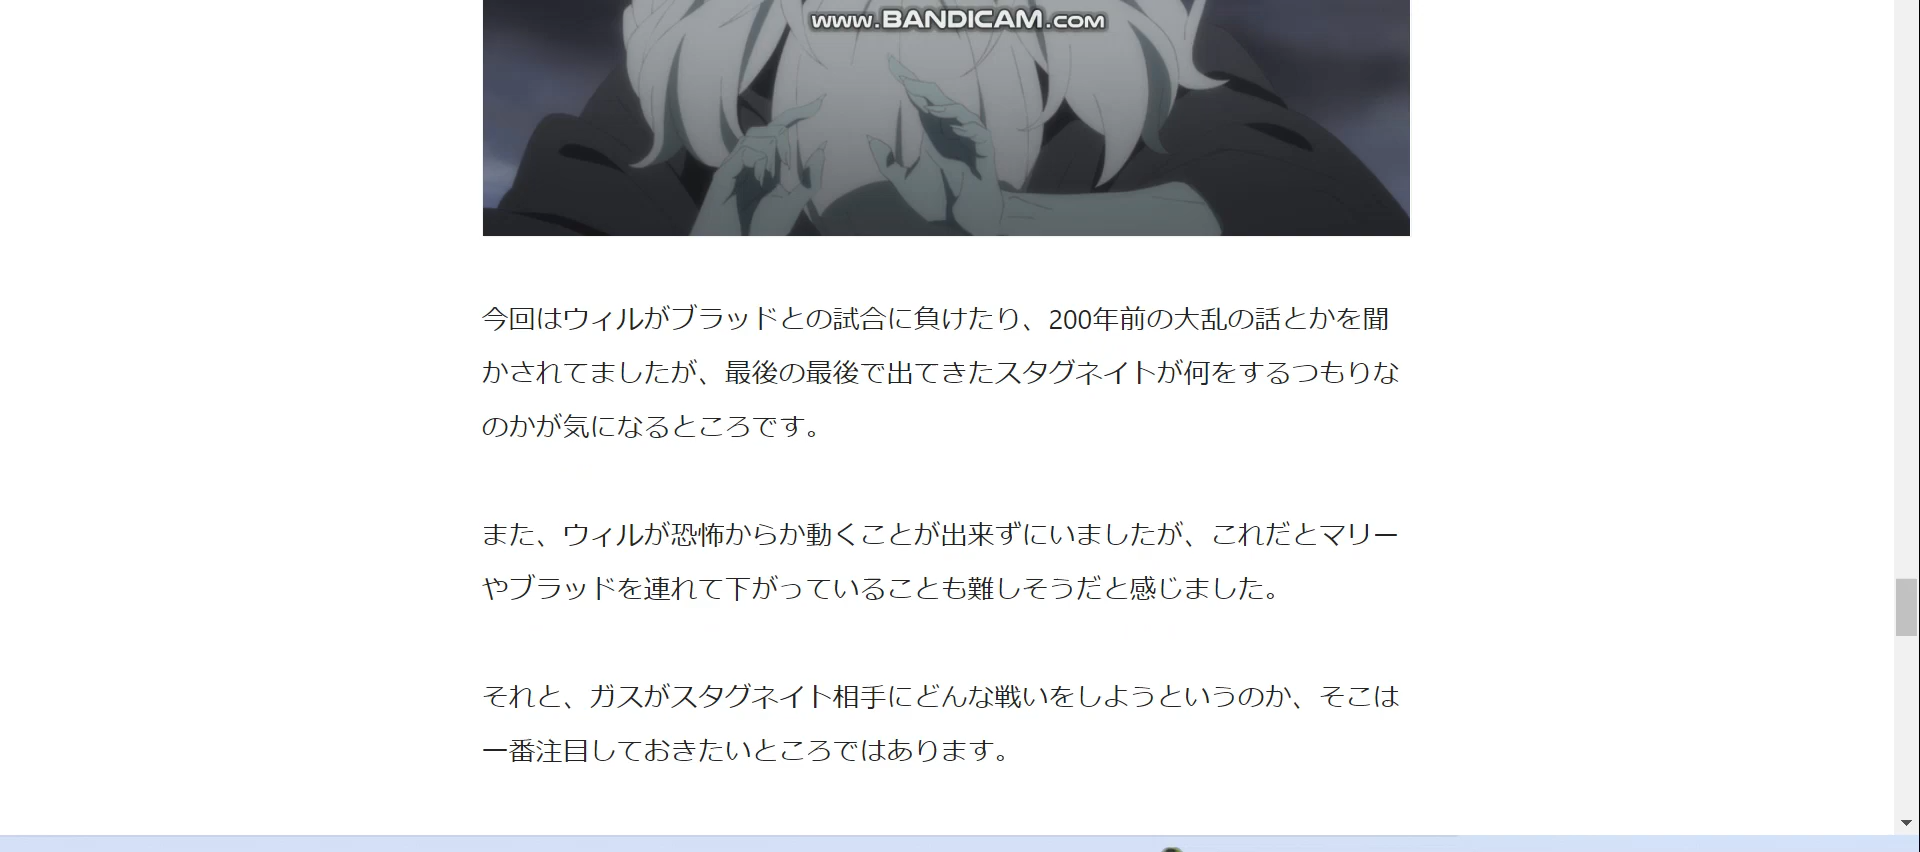 www.BANDICAM.com
今回はウィルがブラッドとの試合に負けたり、200年前の大乱の話とかを聞
かされてましたが、最後の最後で出てきたスタグネイトが何をするつもりな
のかが気になるところです。
また、ウィルが恐怖からか動くことが出来ずにいましたが、これだとマリー
やブラッドを連れて下がっていることも難しそうだと感じました。
それと、ガスがスタグネイト相手にどんな戦いをしようというのか、そこは
一番注目しておきたいところではあります。